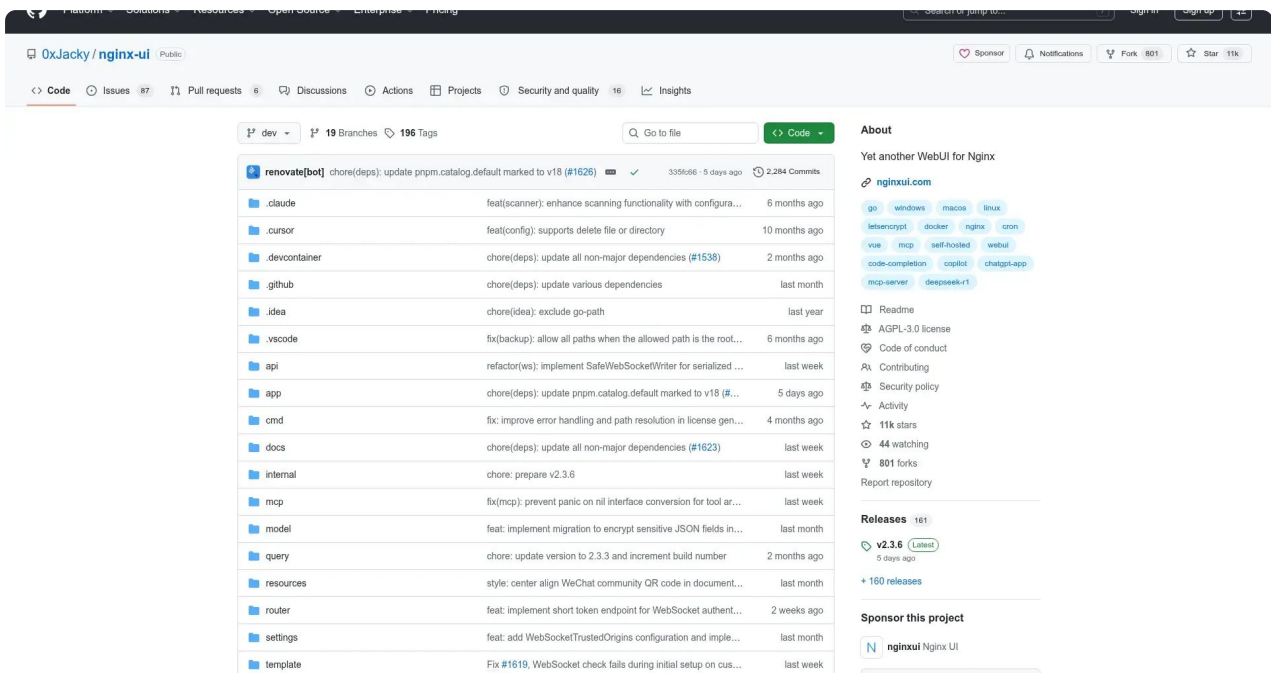 Platform Solutions Resources Open Source Enterprise Pricing Search or jump to... Sign in Sign up
0xJacky / nginx-ui Public Sponsor Notifications Fork 801 Star 11k
Code Issues 87 Pull requests 6 Discussions Actions Projects Security and quality 16 Insights
dev 19 Branches 196 Tags Go to file Code
renovate[bot] chore(deps): update pnpm.catalog.default marked to v18 (#1626) 335fc66 · 5 days ago 2,284 Commits
.claude feat(scanner): enhance scanning functionality with configura... 6 months ago
.cursor feat(config): supports delete file or directory 10 months ago
.devcontainer chore(deps): update all non-major dependencies (#1538) 2 months ago
.github chore(deps): update various dependencies last month
.idea chore(idea): exclude go-path last year
.vscode fix(backup): allow all paths when the allowed path is the root... 6 months ago
api refactor(ws): implement SafeWebSocketWriter for serialized ... last week
app chore(deps): update pnpm.catalog.default marked to v18 (#... 5 days ago
cmd fix: improve error handling and path resolution in license gen... 4 months ago
docs chore(deps): update all non-major dependencies (#1623) last week
internal chore: prepare v2.3.6 last week
mcp fix(mcp): prevent panic on nil interface conversion for tool ar... last week
model feat: implement migration to encrypt sensitive JSON fields in... last month
query chore: update version to 2.3.3 and increment build number 2 months ago
resources style: center align WeChat community QR code in document... last month
router feat: implement short token endpoint for WebSocket authent... 2 weeks ago
settings feat: add WebSocketTrustedOrigins configuration and imple... last month
template Fix #1619, WebSocket check fails during initial setup on cus... last week
About
Yet another WebUI for Nginx
nginxui.com
go windows macos linux
letsencrypt docker nginx cron
vue mcp self-hosted webui
code-completion copilot chatgpt-app
mcp-server deepseek-r1
Readme
AGPL-3.0 license
Code of conduct
Contributing
Security policy
Activity
11k stars
44 watching
801 forks
Report repository
Releases 161
v2.3.6 Latest
5 days ago
+ 160 releases
Sponsor this project
nginxui Nginx UI